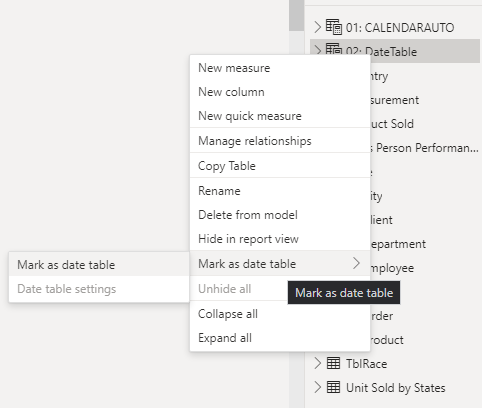 01: CALENDARAUTO
02: DateTable
New measure
New column
New quick measure
Manage relationships
Copy Table
Rename
Delete from model
Hide in report view
Mark as date table
Unhide all
Collapse all
Expand all
Mark as date table
Date table settings
Mark as date table
ntry
surement
uct Sold
s Person Performan...
e
ity
lient
epartment
mployee
rder
roduct
TblRace
Unit Sold by States